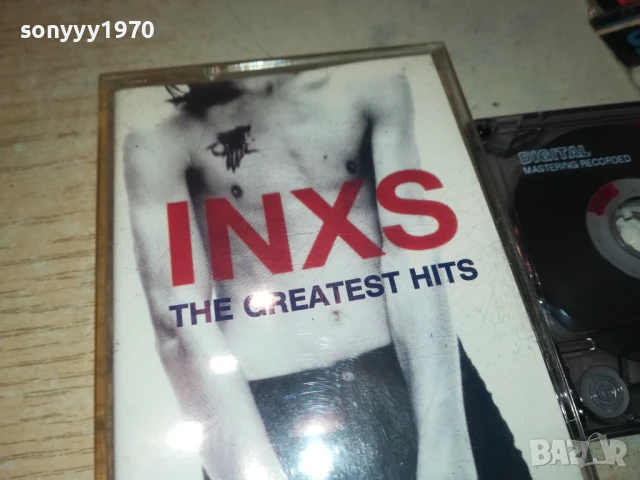 sonyyy1970
INXS
THE GREATEST HITS
DIGITAL
MASTERING RECORDED
BAZAR